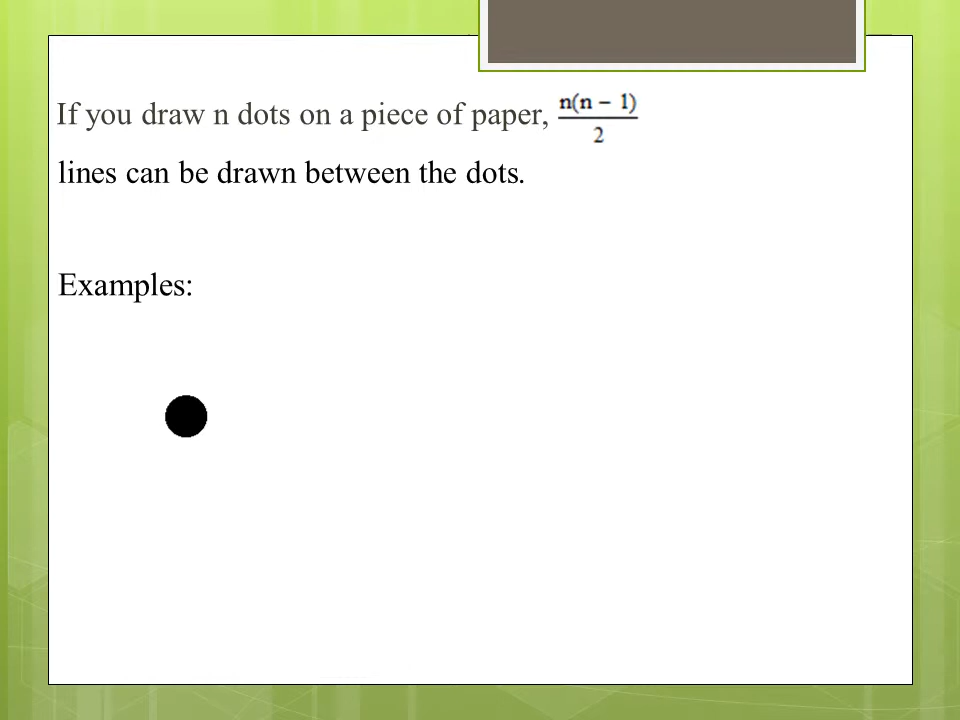 If you draw n dots on a piece of paper, n(n − 1)/2
lines can be drawn between the dots.
Examples: